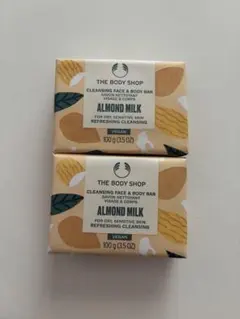 THE BODY SHOP
CLEANSING FACE & BODY BAR
SAVON NETTOYANT
VISAGE & CORPS
ALMOND MILK
FOR DRY, SENSITIVE SKIN
REFRESHING CLEANSING
VEGAN
100 g (3.5 OZ)
THE BODY SHOP
CLEANSING FACE & BODY BAR
SAVON NETTOYANT
VISAGE & CORPS
ALMOND MILK
FOR DRY, SENSITIVE SKIN
REFRESHING CLEANSING
VEGAN
100 g (3.5 OZ)